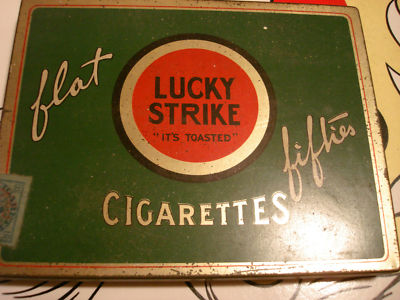 flat
LUCKY
STRIKE
"IT'S TOASTED"
fifties
CIGARETTES